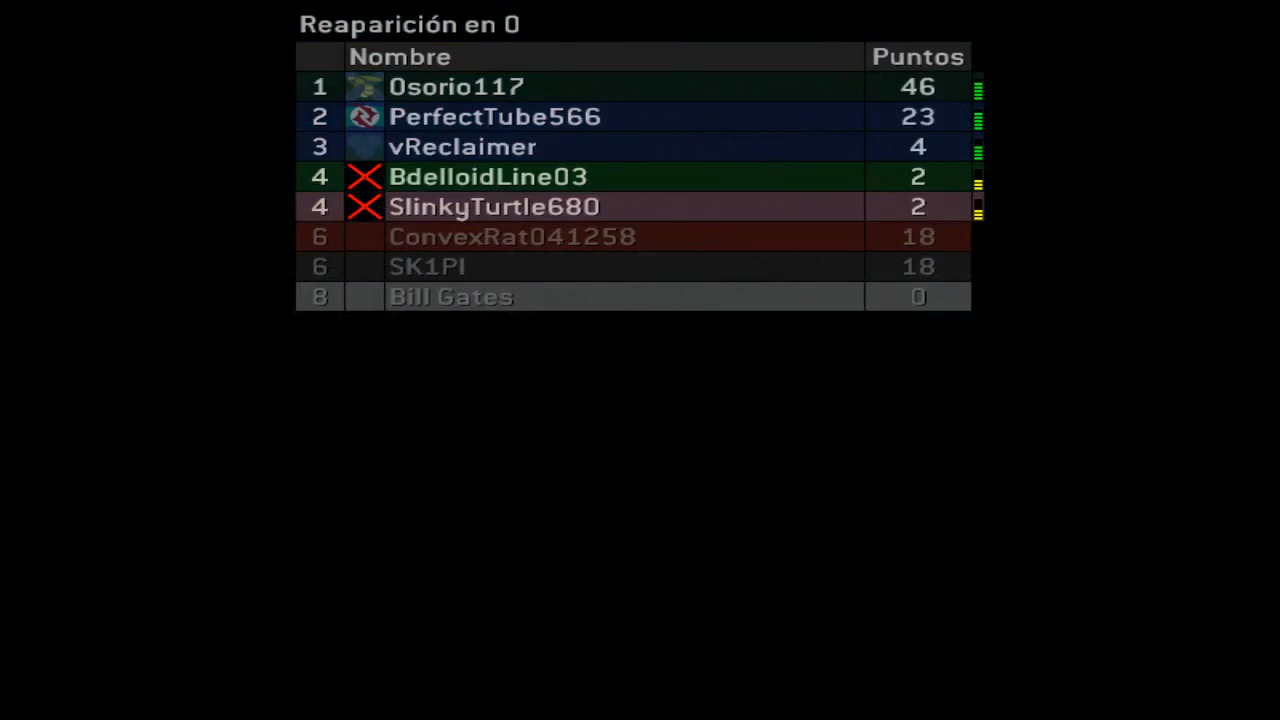 Reaparición en 0
Nombre Puntos
1 Osorio117 46
2 PerfectTube566 23
3 vReclaimer 4
4 BdelloidLine03 2
4 SlinkyTurtle680 2
6 ConvexRat041258 18
6 SK1PI 18
8 Bill Gates 0